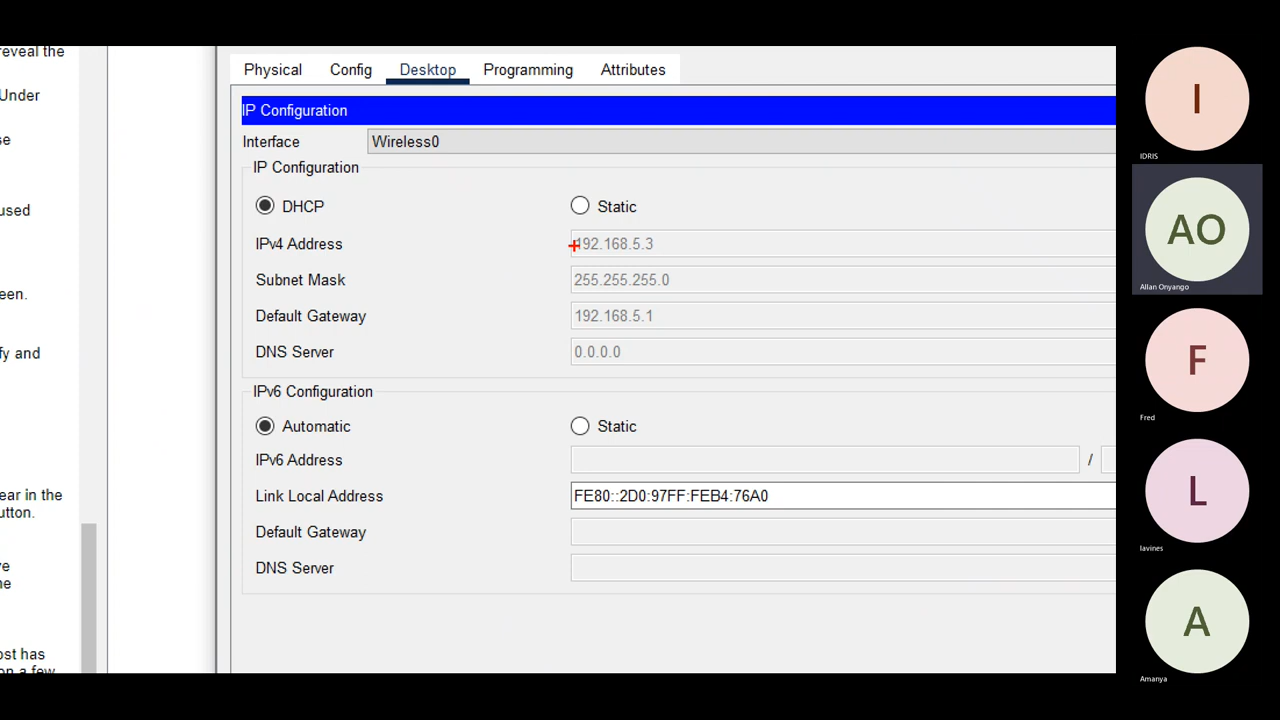 reveal the
Under
used
een.
fy and
ear in the
utton.
ost has
on a few
Physical Config Desktop Programming Attributes
IP Configuration
Interface Wireless0
IP Configuration
DHCP Static
IPv4 Address 192.168.5.3
Subnet Mask 255.255.255.0
Default Gateway 192.168.5.1
DNS Server 0.0.0.0
IPv6 Configuration
Automatic Static
IPv6 Address /
Link Local Address FE80::2D0:97FF:FEB4:76A0
Default Gateway
DNS Server
I
IDRIS
AO
Allan Onyango
F
Fred
L
lavines
A
Amanya